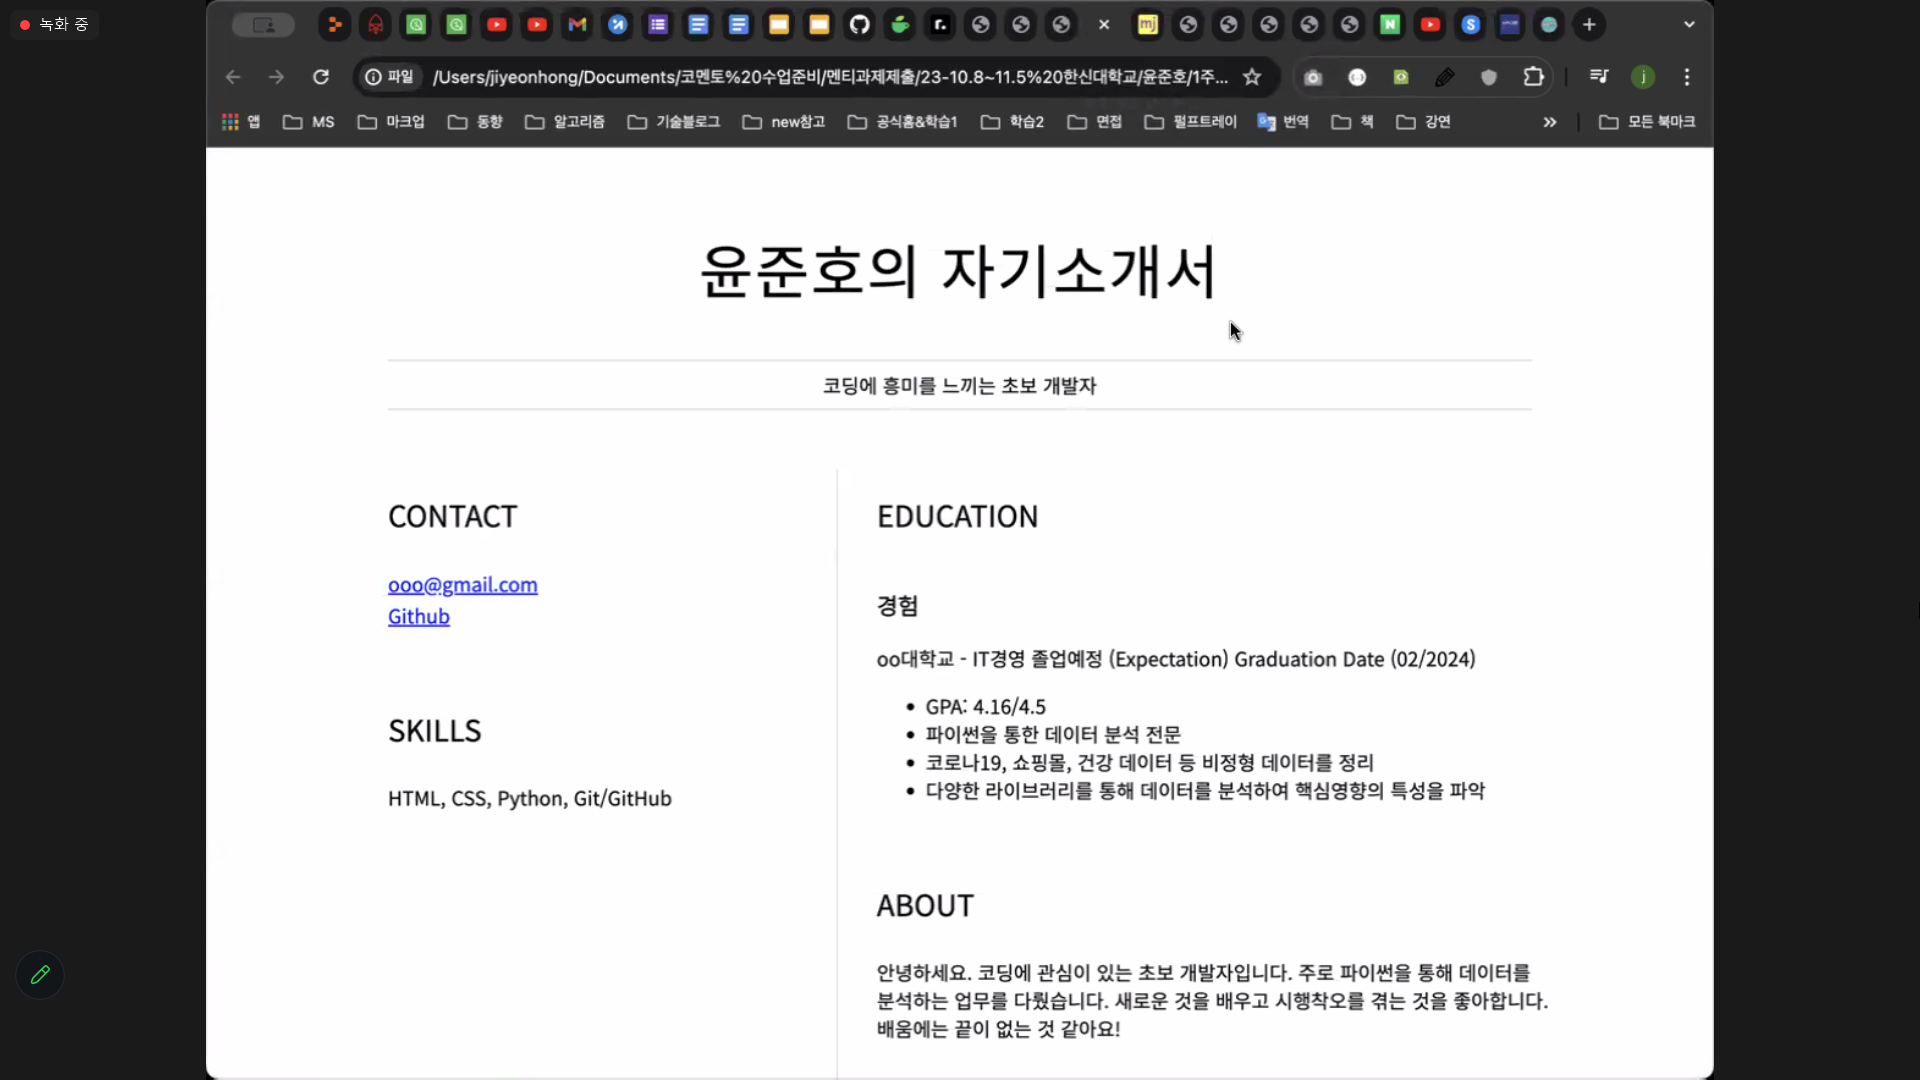 녹화 중
파일
/Users/jiyeonhong/Documents/코멘토%20수업준비/멘티과제제출/23-10.8~11.5%20한신대학교/윤준호/1주...
앱 MS 마크업 동향 알고리즘 기술블로그 new참고 공식홈&학습1 학습2 면접 펄프트레이 번역 책 강연 모든 북마크
윤준호의 자기소개서
코딩에 흥미를 느끼는 초보 개발자
CONTACT
ooo@gmail.com
Github
SKILLS
HTML, CSS, Python, Git/GitHub
EDUCATION
경험
oo대학교 - IT경영 졸업예정 (Expectation) Graduation Date (02/2024)
• GPA: 4.16/4.5
• 파이썬을 통한 데이터 분석 전문
• 코로나19, 쇼핑몰, 건강 데이터 등 비정형 데이터를 정리
• 다양한 라이브러리를 통해 데이터를 분석하여 핵심영향의 특성을 파악
ABOUT
안녕하세요. 코딩에 관심이 있는 초보 개발자입니다. 주로 파이썬을 통해 데이터를
분석하는 업무를 다뤘습니다. 새로운 것을 배우고 시행착오를 겪는 것을 좋아합니다.
배움에는 끝이 없는 것 같아요!